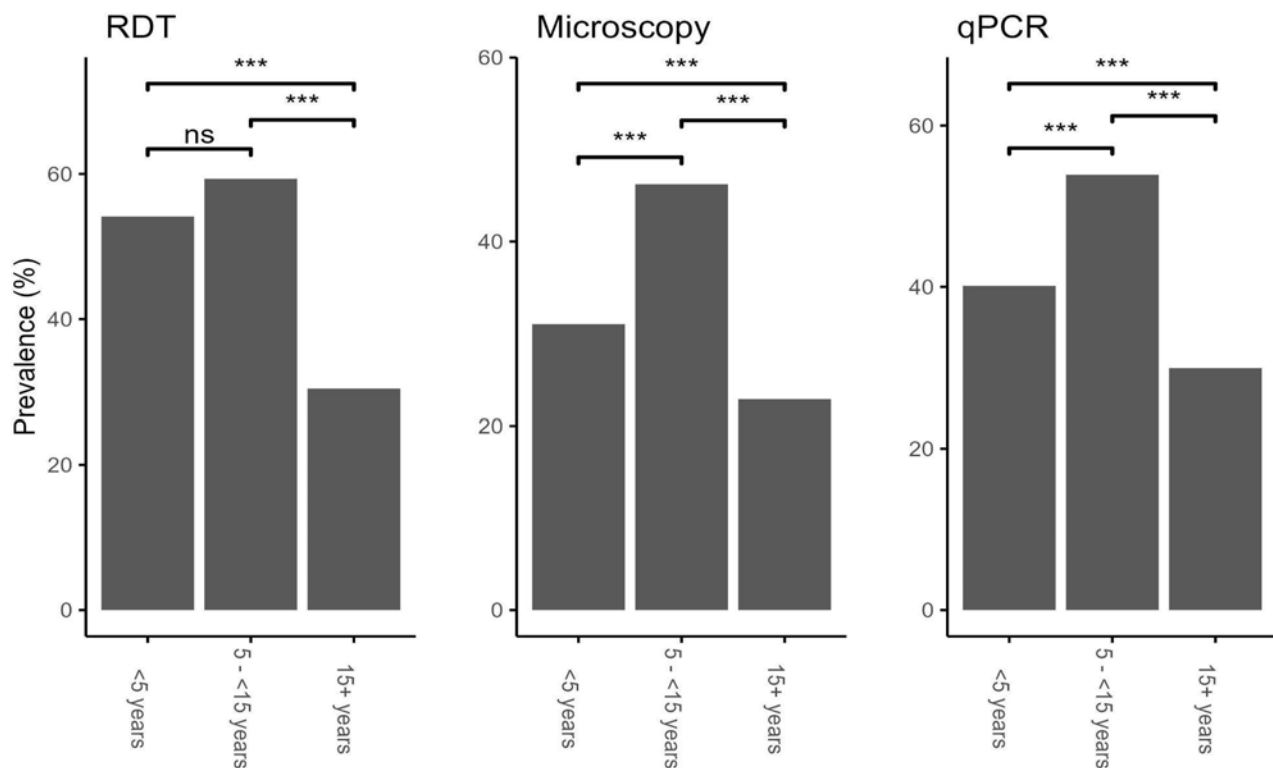 RDT
***
***
ns
Prevalence (%)
60
40
20
0
<5 years
5 - <15 years
15+ years
Microscopy
***
***
***
60
40
20
0
<5 years
5 - <15 years
15+ years
qPCR
***
***
***
60
40
20
0
<5 years
5 - <15 years
15+ years